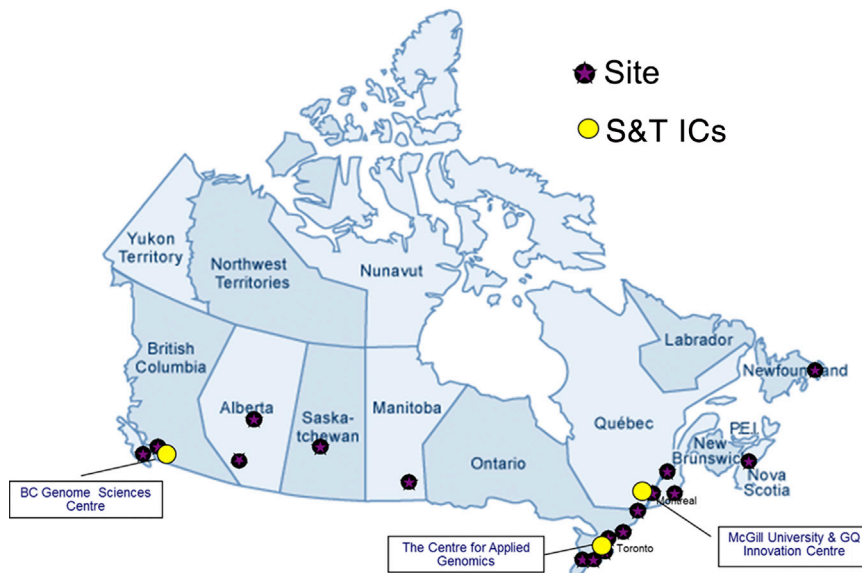 Site
S&T ICs
Yukon
Territory
Northwest
Territories
Nunavut
British
Columbia
Alberta
Saska-
tchewan
Manitoba
Ontario
Québec
Labrador
Newfoundland
P.E.I
New
Brunswick
Nova
Scotia
Montreal
Toronto
BC Genome Sciences
Centre
The Centre for Applied
Genomics
McGill University & GQ
Innovation Centre